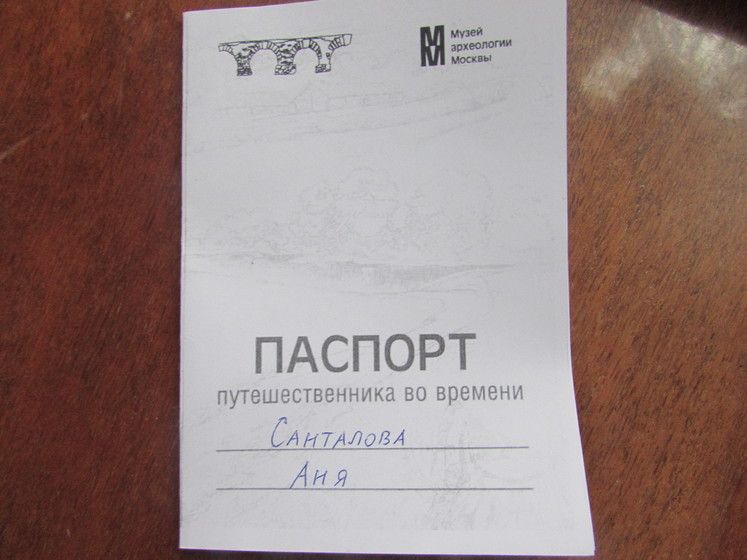 Музей
археологии
Москвы
ПАСПОРТ
путешественника во времени
Санталова
Аня